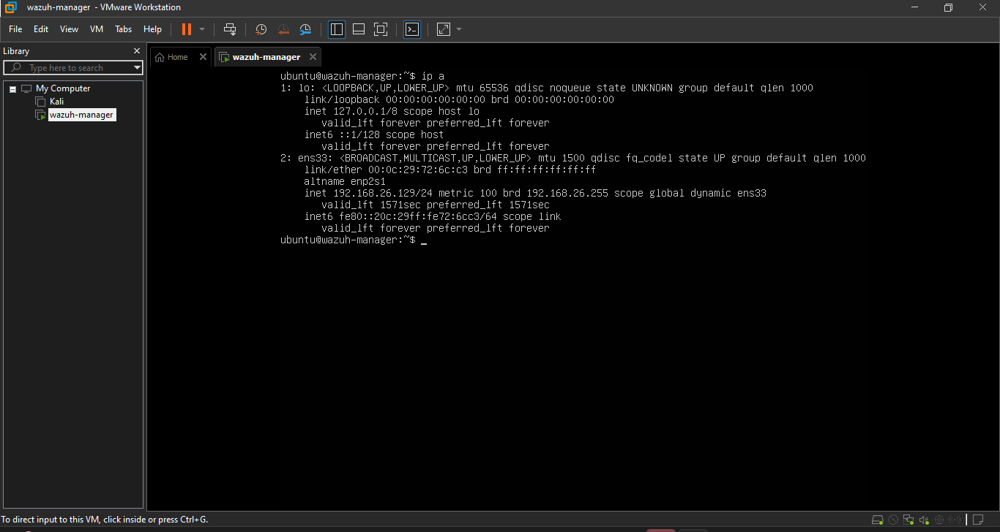 wazuh-manager - VMware Workstation
File Edit View VM Tabs Help
Library
Type here to search
My Computer
Kali
wazuh-manager
Home
wazuh-manager
ubuntu@wazuh-manager:~$ ip a
1: lo: <LOOPBACK,UP,LOWER_UP> mtu 65536 qdisc noqueue state UNKNOWN group default qlen 1000
link/loopback 00:00:00:00:00:00 brd 00:00:00:00:00:00
inet 127.0.0.1/8 scope host lo
valid_lft forever preferred_lft forever
inet6 ::1/128 scope host
valid_lft forever preferred_lft forever
2: ens33: <BROADCAST,MULTICAST,UP,LOWER_UP> mtu 1500 qdisc fq_codel state UP group default qlen 1000
link/ether 00:0c:29:72:6c:c3 brd ff:ff:ff:ff:ff:ff
altname enp2s1
inet 192.168.26.129/24 metric 100 brd 192.168.26.255 scope global dynamic ens33
valid_lft 1571sec preferred_lft 1571sec
inet6 fe80::20c:29ff:fe72:6cc3/64 scope link
valid_lft forever preferred_lft forever
ubuntu@wazuh-manager:~$ _
To direct input to this VM, click inside or press Ctrl+G.